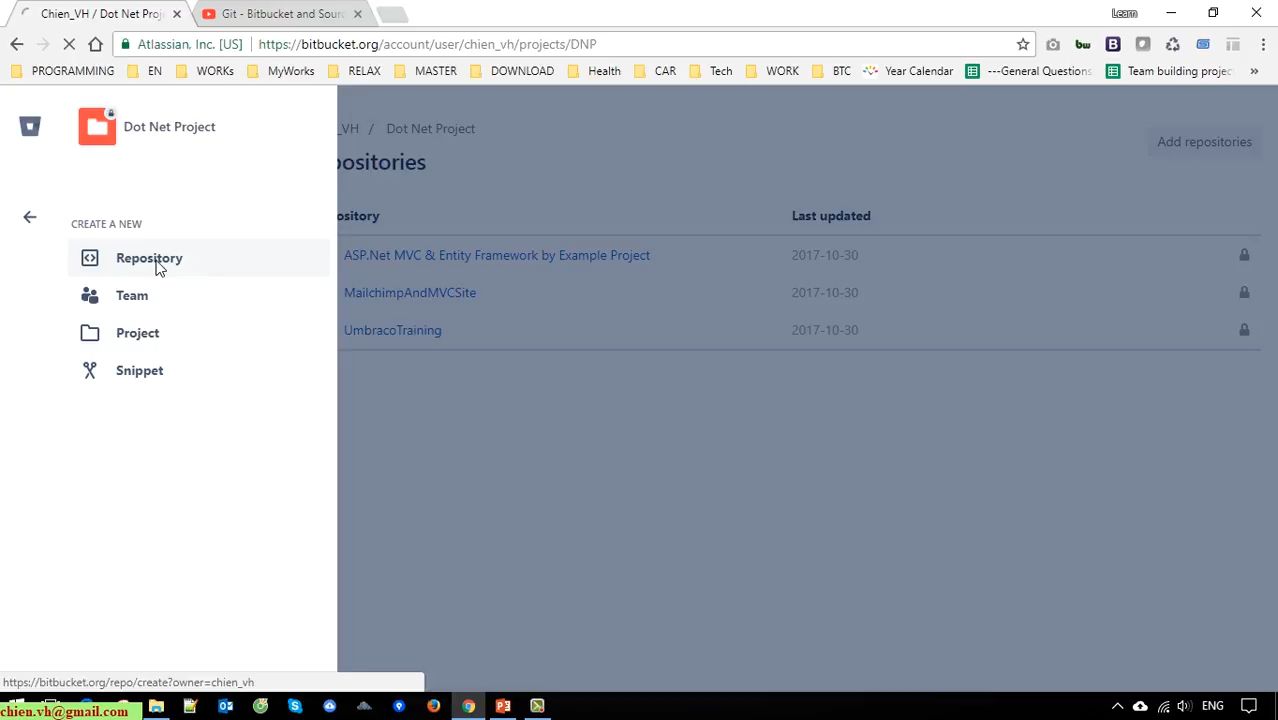 Chien_VH / Dot Net Proj
Git - Bitbucket and Sourc
Learn
Atlassian, Inc. [US]
https://bitbucket.org/account/user/chien_vh/projects/DNP
PROGRAMMING
EN
WORKs
MyWorks
RELAX
MASTER
DOWNLOAD
Health
CAR
Tech
WORK
BTC
Year Calendar
---General Questions
Team building projec
»
Dot Net Project
_VH / Dot Net Project
Add repositories
positories
CREATE A NEW
Repository
Team
Project
Snippet
ository
Last updated
ASP.Net MVC & Entity Framework by Example Project
2017-10-30
MailchimpAndMVCSite
2017-10-30
UmbracoTraining
2017-10-30
https://bitbucket.org/repo/create?owner=chien_vh
chien.vh@gmail.com
ENG